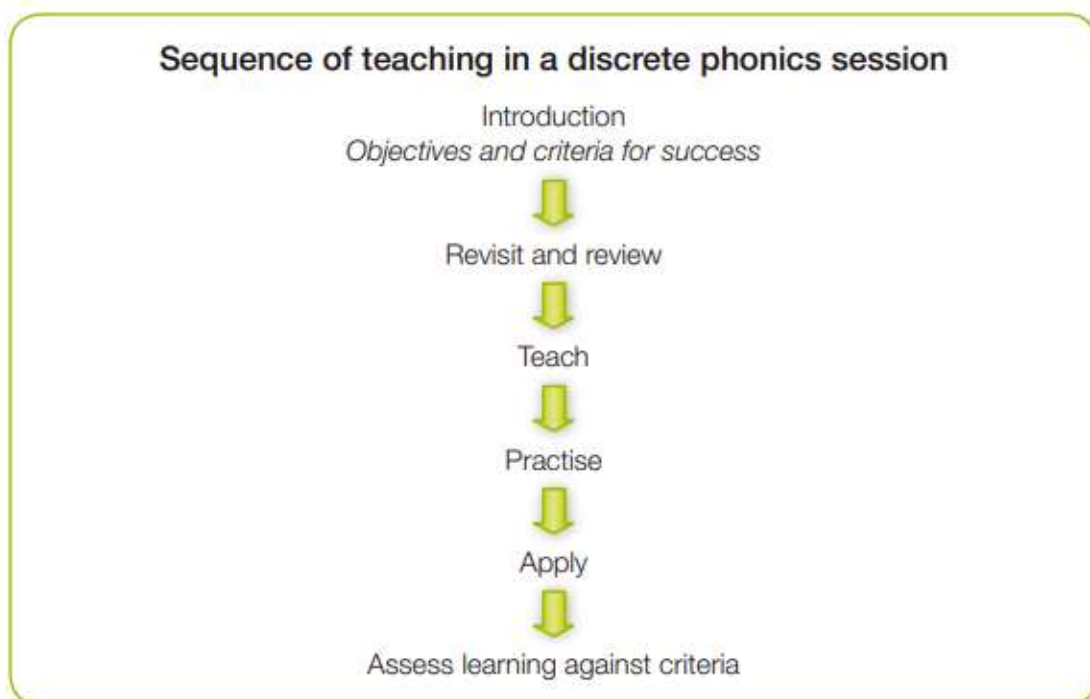 Sequence of teaching in a discrete phonics session
Introduction
Objectives and criteria for success
Revisit and review
Teach
Practise
Apply
Assess learning against criteria